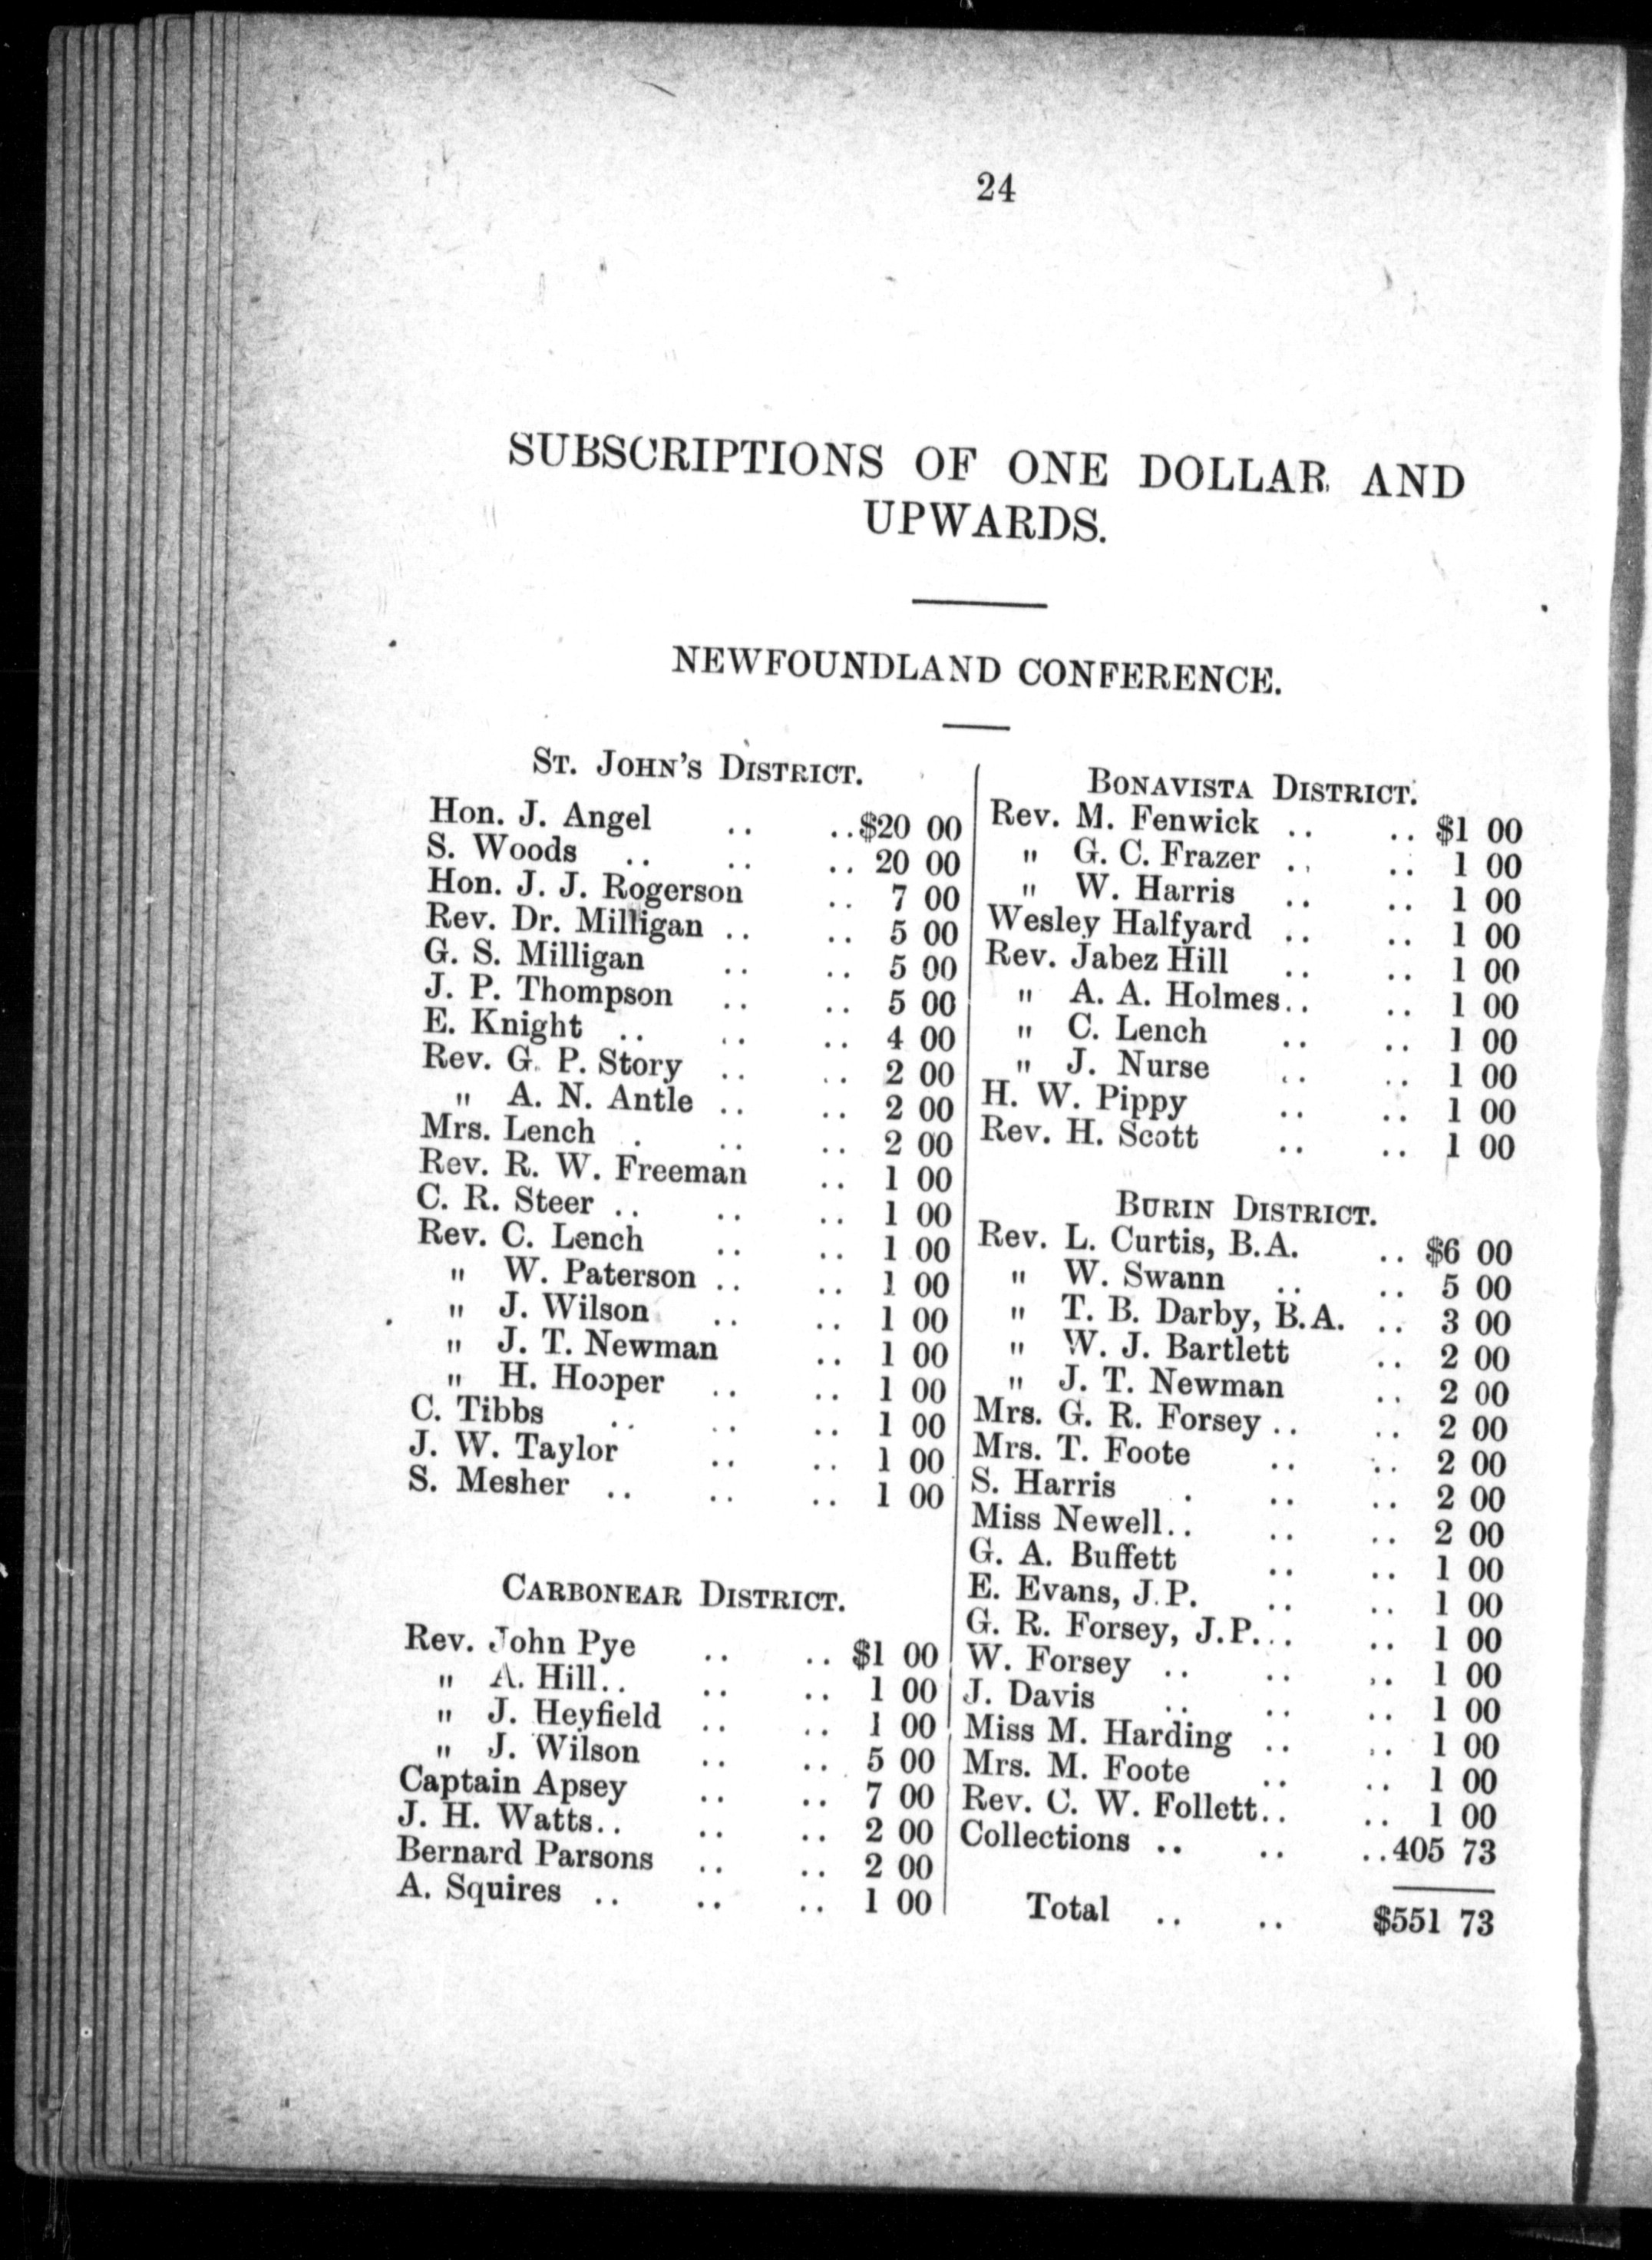 24
SUBSCRIPTIONS OF ONE DOLLAR AND
UPWARDS.
NEWFOUNDLAND CONFERENCE.
ST. JOHN'S DISTRICT.
Hon. J. Angel .. ..$20 00
S. Woods .. .. .. 20 00
Hon. J. J. Rogerson .. 7 00
Rev. Dr. Milligan .. .. 5 00
G. S. Milligan .. .. 5 00
J. P. Thompson .. .. 5 00
E. Knight .. .. .. 4 00
Rev. G. P. Story .. .. 2 00
" A. N. Antle .. .. 2 00
Mrs. Lench . .. .. 2 00
Rev. R. W. Freeman .. 1 00
C. R. Steer .. .. .. 1 00
Rev. C. Lench .. .. 1 00
" W. Paterson .. .. 1 00
" J. Wilson .. .. 1 00
" J. T. Newman .. 1 00
" H. Hooper .. .. 1 00
C. Tibbs .. .. .. 1 00
J. W. Taylor .. .. 1 00
S. Mesher .. .. .. 1 00
CARBONEAR DISTRICT.
Rev. John Pye .. .. $1 00
" A. Hill.. .. .. 1 00
" J. Heyfield .. .. 1 00
" J. Wilson .. .. 5 00
Captain Apsey .. .. 7 00
J. H. Watts.. .. .. 2 00
Bernard Parsons .. .. 2 00
A. Squires .. .. .. 1 00
BONAVISTA DISTRICT.
Rev. M. Fenwick .. .. $1 00
" G. C. Frazer .. .. 1 00
" W. Harris .. .. 1 00
Wesley Halfyard .. .. 1 00
Rev. Jabez Hill .. .. 1 00
" A. A. Holmes.. .. 1 00
" C. Lench .. .. 1 00
" J. Nurse .. .. 1 00
H. W. Pippy .. .. 1 00
Rev. H. Scott .. .. 1 00
BURIN DISTRICT.
Rev. L. Curtis, B.A. .. $6 00
" W. Swann .. .. 5 00
" T. B. Darby, B.A. .. 3 00
" W. J. Bartlett .. 2 00
" J. T. Newman .. 2 00
Mrs. G. R. Forsey .. .. 2 00
Mrs. T. Foote .. .. 2 00
S. Harris . .. .. 2 00
Miss Newell.. .. .. 2 00
G. A. Buffett .. .. 1 00
E. Evans, J.P. .. .. 1 00
G. R. Forsey, J.P... .. 1 00
W. Forsey .. .. .. 1 00
J. Davis .. .. .. 1 00
Miss M. Harding .. .. 1 00
Mrs. M. Foote .. .. 1 00
Rev. C. W. Follett.. .. 1 00
Collections .. .. ..405 73
Total .. .. $551 73